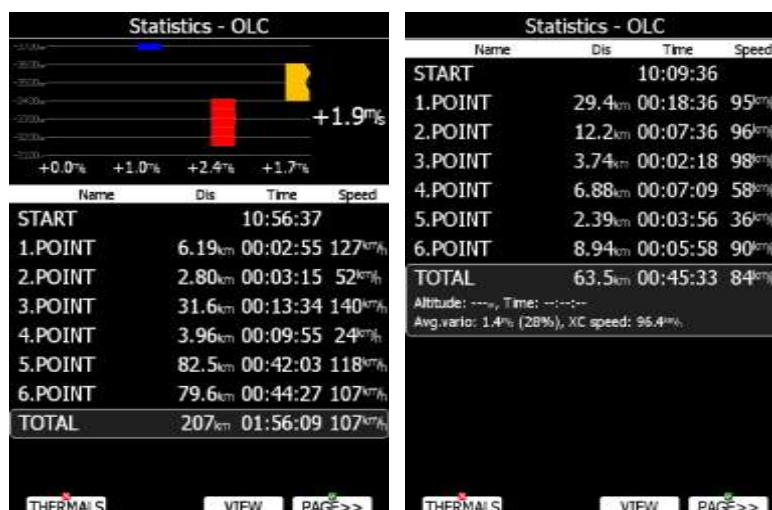 Statistics - OLC
+1.9m/s
+0.0m/s +1.0m/s +2.4m/s +1.7m/s
Name Dis Time Speed
START 10:56:37
1.POINT 6.19km 00:02:55 127km/h
2.POINT 2.80km 00:03:15 52km/h
3.POINT 31.6km 00:13:34 140km/h
4.POINT 3.96km 00:09:55 24km/h
5.POINT 82.5km 00:42:03 118km/h
6.POINT 79.6km 00:44:27 107km/h
TOTAL 207km 01:56:09 107km/h
THERMALS VIEW PAGE>>
Statistics - OLC
Name Dis Time Speed
START 10:09:36
1.POINT 29.4km 00:18:36 95km/h
2.POINT 12.2km 00:07:36 96km/h
3.POINT 3.74km 00:02:18 98km/h
4.POINT 6.88km 00:07:09 58km/h
5.POINT 2.39km 00:03:56 36km/h
6.POINT 8.94km 00:05:58 90km/h
TOTAL 63.5km 00:45:33 84km/h
Altitude: ---m, Time: --:--:--
Avg.vario: 1.4m/s (28%), XC speed: 96.4km/h
THERMALS VIEW PAGE>>